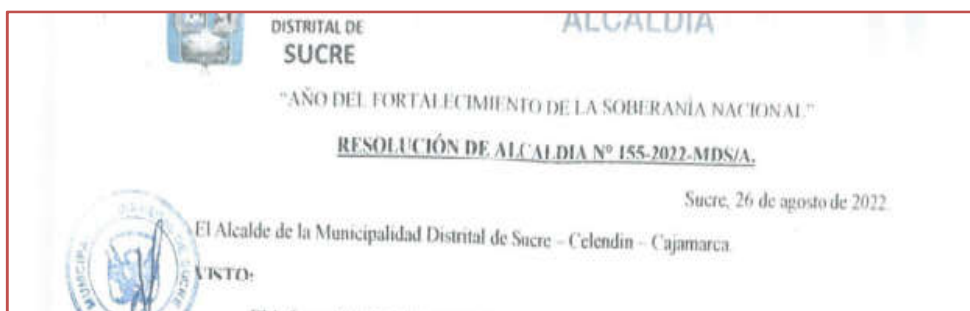 DISTRITAL DE
SUCRE
ALCALDIA
"AÑO DEL FORTALECIMIENTO DE LA SOBERANÍA NACIONAL"
RESOLUCIÓN DE ALCALDIA Nº 155-2022-MDS/A.
Sucre, 26 de agosto de 2022.
El Alcalde de la Municipalidad Distrital de Sucre – Celendín – Cajamarca.
VISTO: